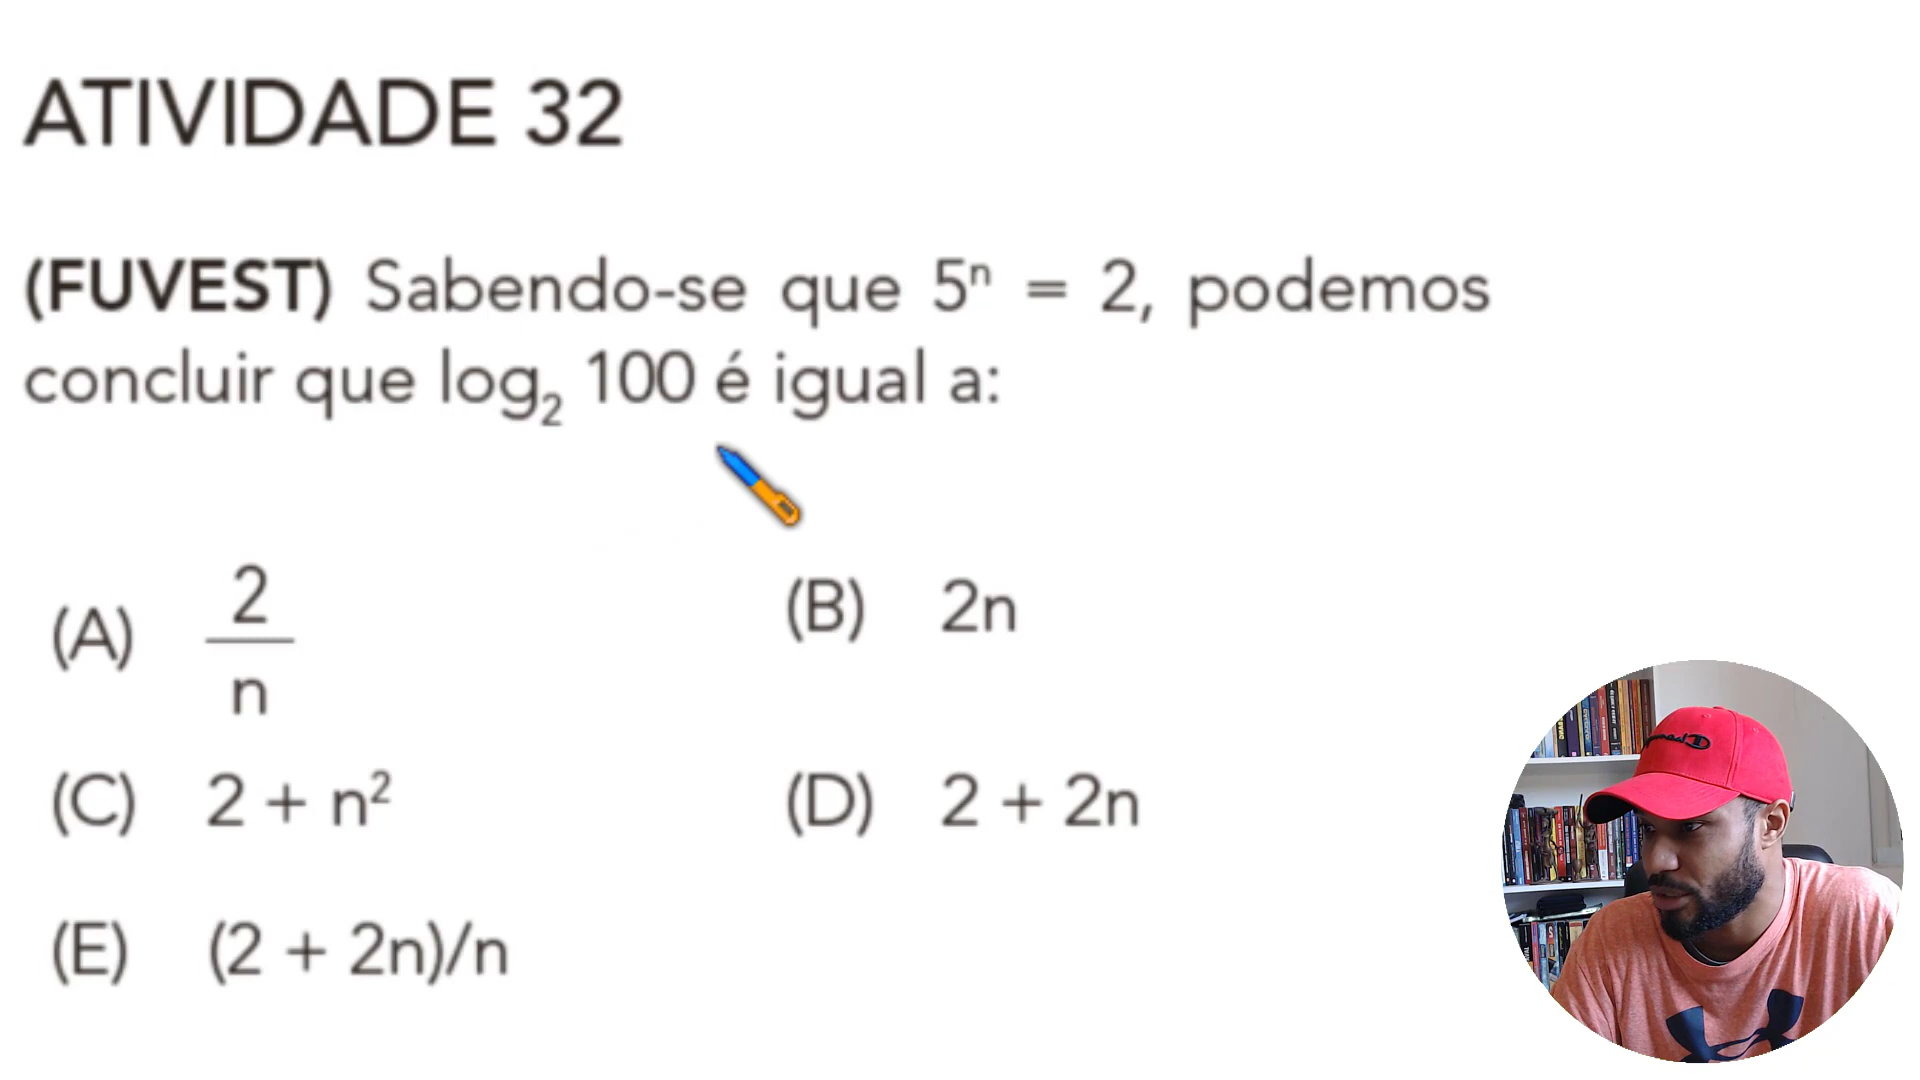 ATIVIDADE 32
(FUVEST) Sabendo-se que 5ⁿ = 2, podemos
concluir que log₂ 100 é igual a:
(A) 2/n
(B) 2n
(C) 2 + n²
(D) 2 + 2n
(E) (2 + 2n)/n